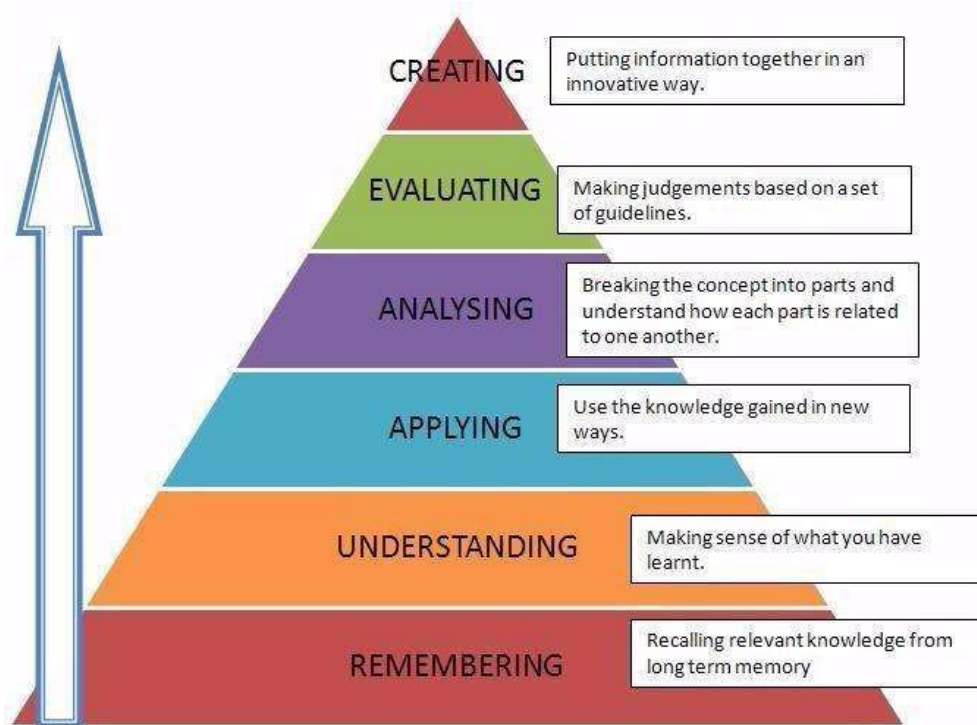 CREATING
Putting information together in an
innovative way.
EVALUATING
Making judgements based on a set
of guidelines.
ANALYSING
Breaking the concept into parts and
understand how each part is related
to one another.
APPLYING
Use the knowledge gained in new
ways.
UNDERSTANDING
Making sense of what you have
learnt.
REMEMBERING
Recalling relevant knowledge from
long term memory